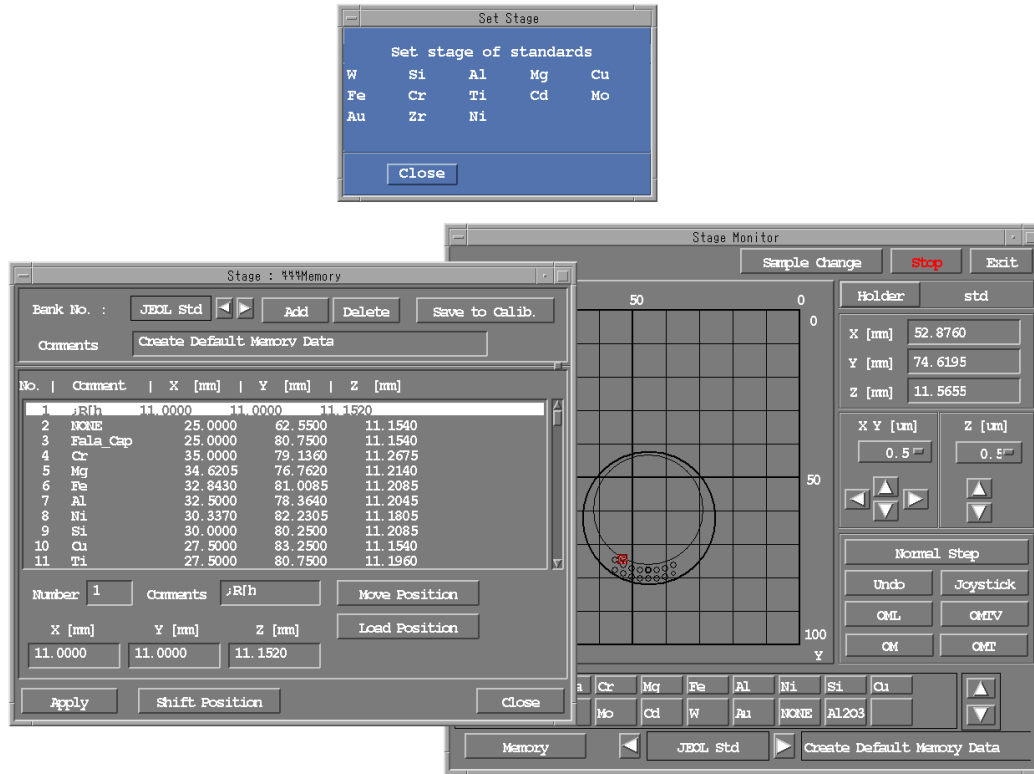 Set Stage
Set stage of standards
W Si Al Mg Cu
Fe Cr Ti Cd Mo
Au Zr Ni
Close
Stage Monitor
Sample Change Stop Exit
Holder std
50 0
0
50
100
Y
X [mm] 52.8760
Y [mm] 74.6195
Z [mm] 11.5655
X Y [um] Z [um]
0.5 0.5
Normal Step
Undo Joystick
OML OMTV
OM OMT
Cr Mg Fe Al Ni Si Cu
Mo Cd W Au NONE Al2O3
Memory JEOL Std Create Default Memory Data
Stage : %%%Memory
Bank No. : JEOL Std Add Delete Save to Calib.
Comments Create Default Memory Data
No. | Comment | X [mm] | Y [mm] | Z [mm]
1 ;R[h 11.0000 11.0000 11.1520
2 NONE 25.0000 62.5500 11.1540
3 Fala_Cap 25.0000 80.7500 11.1540
4 Cr 35.0000 79.1360 11.2675
5 Mg 34.6205 76.7620 11.2140
6 Fe 32.8430 81.0085 11.2085
7 Al 32.5000 78.3640 11.2045
8 Ni 30.3370 82.2305 11.1805
9 Si 30.0000 80.2500 11.2085
10 Cu 27.5000 83.2500 11.1540
11 Ti 27.5000 80.7500 11.1960
Number 1 Comments ;R[h Move Position
X [mm] Y [mm] Z [mm] Load Position
11.0000 11.0000 11.1520
Apply Shift Position Close